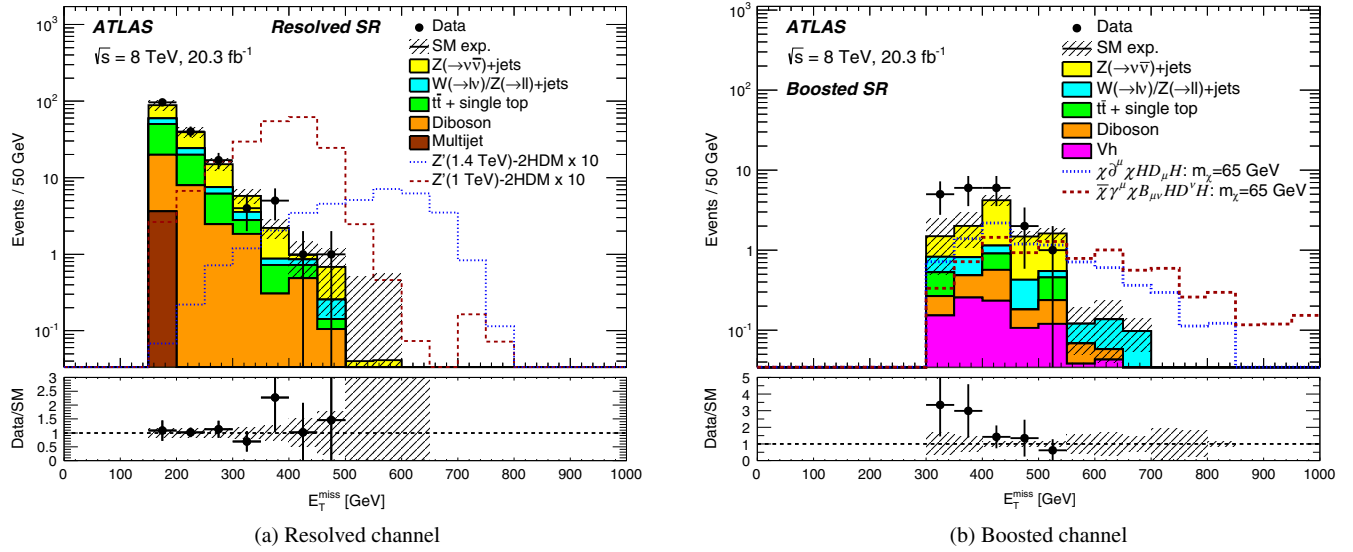 ATLAS Resolved SR
√s = 8 TeV, 20.3 fb⁻¹
Data
SM exp.
Z(→νν̅)+jets
W(→lν)/Z(→ll)+jets
tt̅ + single top
Diboson
Multijet
Z'(1.4 TeV)-2HDM x 10
Z'(1 TeV)-2HDM x 10
Events / 50 GeV
10³
10²
10
1
10⁻¹
Data/SM
3
2.5
2
1.5
1
0.5
0
0 100 200 300 400 500 600 700 800 900 1000
E_T^miss [GeV]
(a) Resolved channel
ATLAS
√s = 8 TeV, 20.3 fb⁻¹
Boosted SR
Data
SM exp.
Z(→νν̅)+jets
W(→lν)/Z(→ll)+jets
tt̅ + single top
Diboson
Vh
χ∂̂^μ χHD_μH: m_χ=65 GeV
χ̅γ^μ χB_μν HD^ν H: m_χ=65 GeV
Events / 50 GeV
10³
10²
10
1
10⁻¹
Data/SM
5
4
3
2
1
0
0 100 200 300 400 500 600 700 800 900 1000
E_T^miss [GeV]
(b) Boosted channel